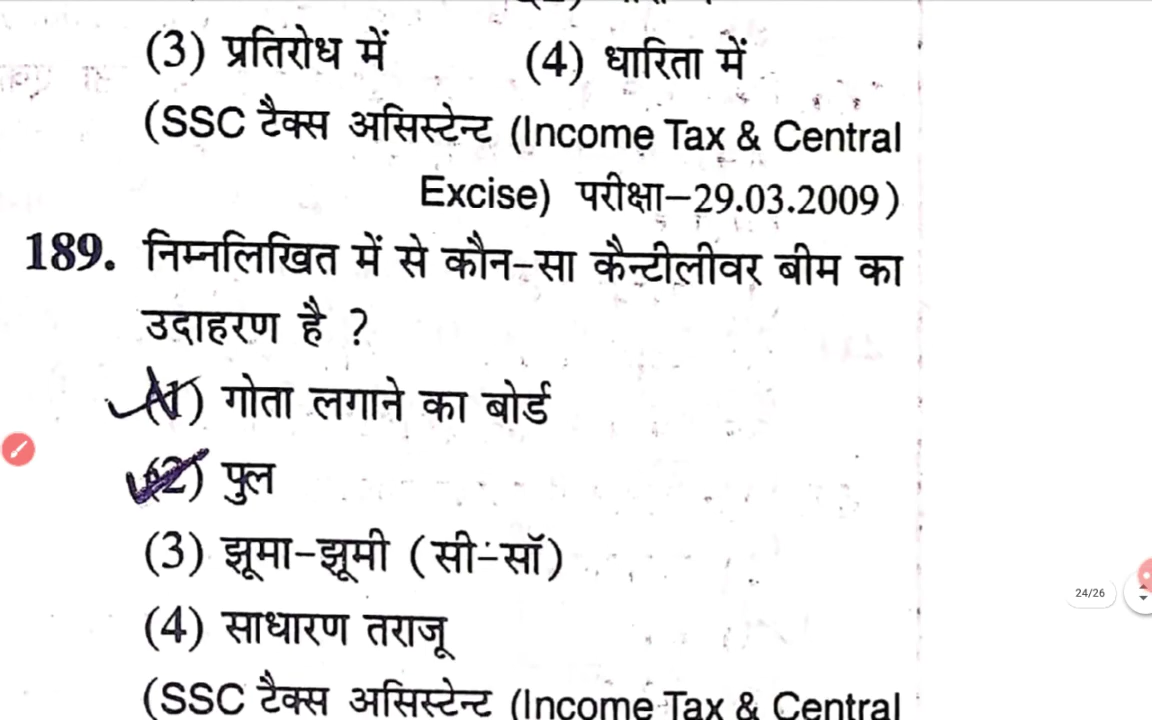 (3) प्रतिरोध में (4) धारिता में
(SSC टैक्स असिस्टेन्ट (Income Tax & Central
Excise) परीक्षा–29.03.2009)
189. निम्नलिखित में से कौन-सा कैन्टीलीवर बीम का
उदाहरण है ?
(1) गोता लगाने का बोर्ड
(2) पुल
(3) झूमा-झूमी (सी-सॉ)
(4) साधारण तराजू
(SSC टैक्स असिस्टेन्ट (Income Tax & Central
24/26